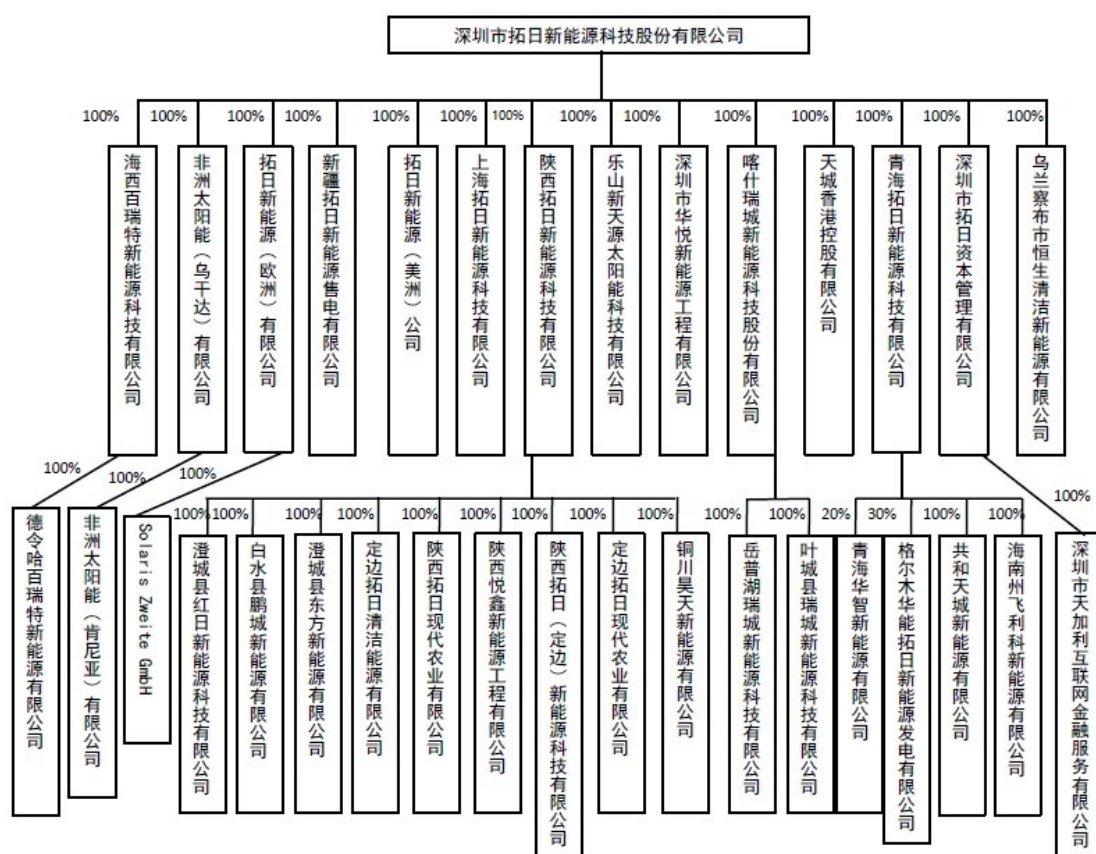 深圳市拓日新能源科技股份有限公司
100%
100%
100%
100%
100%
100%
100%
100%
100%
100%
100%
100%
100%
100%
海西百瑞特新能源科技有限公司
非洲太阳能（乌干达）有限公司
拓日新能源（欧洲）有限公司
新疆拓日新能源售电有限公司
拓日新能源（美洲）公司
上海拓日新能源科技有限公司
陕西拓日新能源科技有限公司
乐山新天源太阳能科技有限公司
深圳市华悦新能源工程有限公司
喀什瑞城新能源科技股份有限公司
天城香港控股有限公司
青海拓日新能源科技有限公司
深圳市拓日资本管理有限公司
乌兰察布市恒生清洁新能源有限公司
100%
100%
100%
100%
100%
100%
100%
100%
100%
100%
100%
100%
100%
100%
20%
30%
100%
100%
100%
德令哈百瑞特新能源有限公司
非洲太阳能（肯尼亚）有限公司
Solaris Zweite GmbH
澄城县红日新能源科技有限公司
白水县鹏城新能源有限公司
澄城县东方新能源有限公司
定边拓日清洁能源有限公司
陕西拓日现代农业有限公司
陕西悦鑫新能源工程有限公司
陕西拓日（定边）新能源科技有限公司
定边拓日现代农业有限公司
铜川昊天新能源有限公司
岳普湖瑞城新能源科技有限公司
叶城县瑞城新能源科技有限公司
青海华智新能源有限公司
格尔木华能拓日新能源发电有限公司
共和天城新能源有限公司
海南州飞利科新能源有限公司
深圳市天加利互联网金融服务有限公司